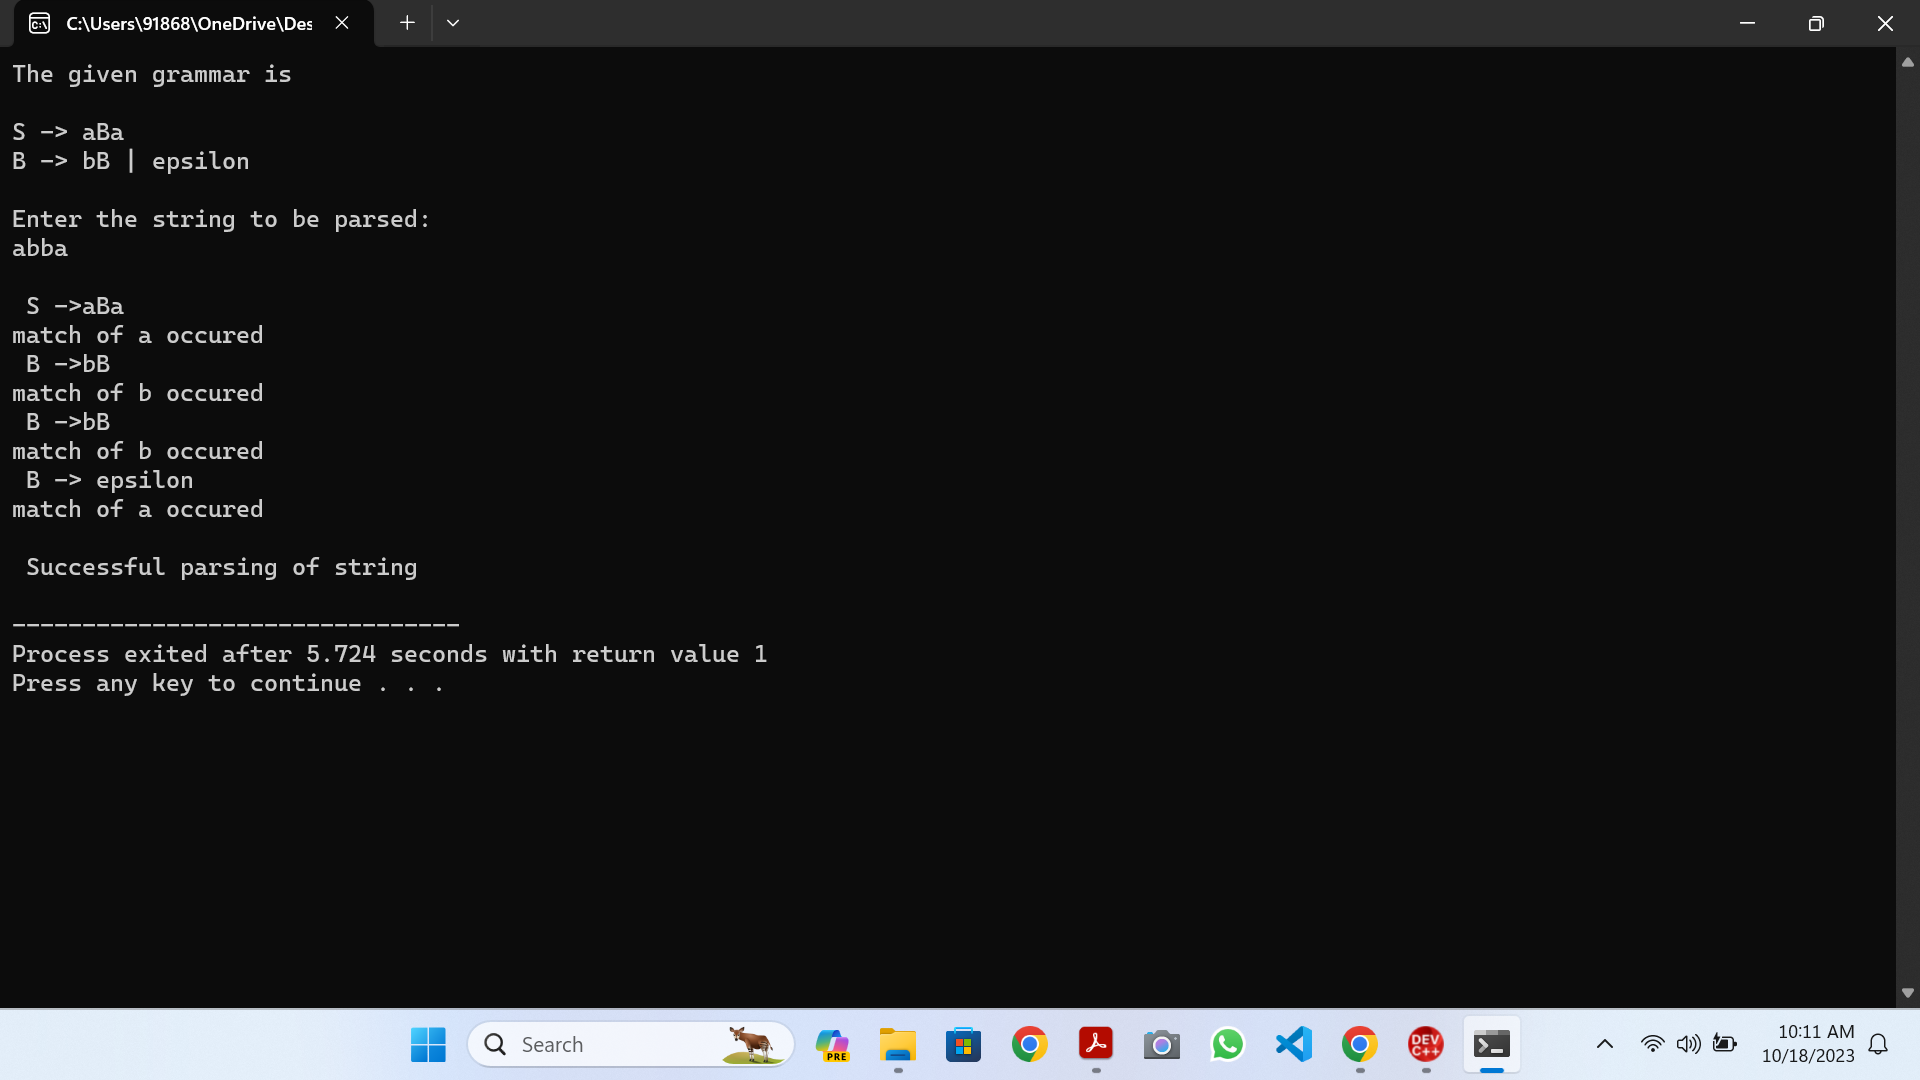 C:\Users\91868\OneDrive\Des
The given grammar is
S -> aBa
B -> bB | epsilon
Enter the string to be parsed:
abba
S ->aBa
match of a occured
B ->bB
match of b occured
B ->bB
match of b occured
B -> epsilon
match of a occured
Successful parsing of string
--------------------------------
Process exited after 5.724 seconds with return value 1
Press any key to continue . . .
Search
PRE
DEV
C++
10:11 AM
10/18/2023